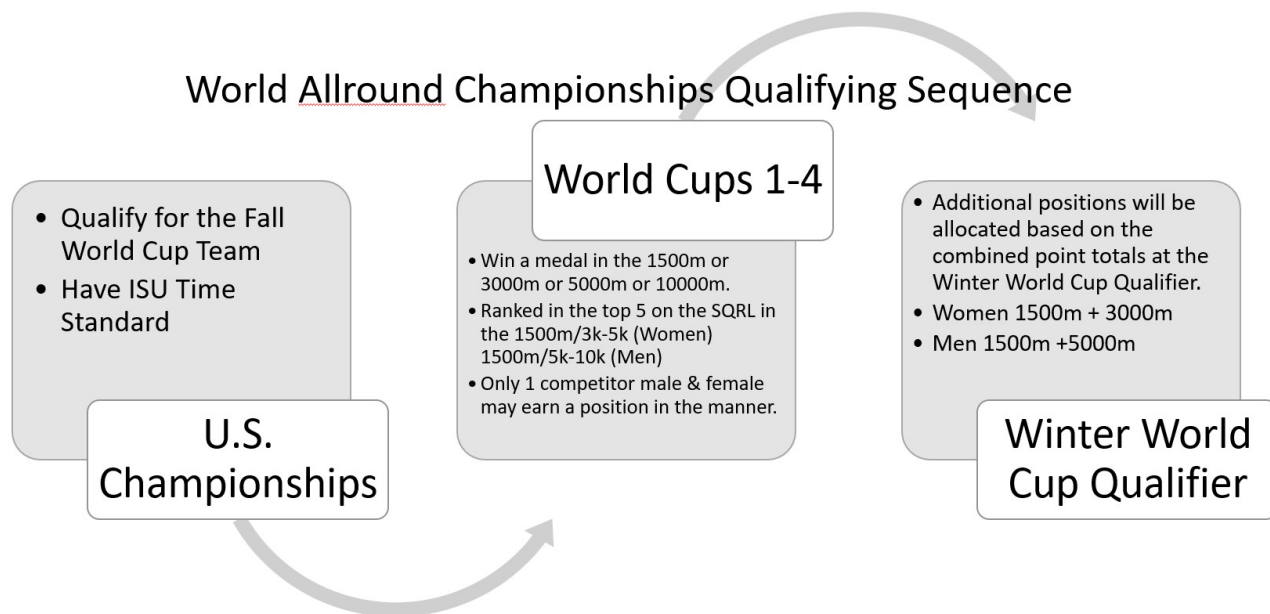 World Allround Championships Qualifying Sequence
• Qualify for the Fall
World Cup Team
• Have ISU Time
Standard
U.S.
Championships
World Cups 1-4
• Win a medal in the 1500m or
3000m or 5000m or 10000m.
• Ranked in the top 5 on the SQRL in
the 1500m/3k-5k (Women)
1500m/5k-10k (Men)
• Only 1 competitor male & female
may earn a position in the manner.
• Additional positions will be
allocated based on the
combined point totals at the
Winter World Cup Qualifier.
• Women 1500m + 3000m
• Men 1500m +5000m
Winter World
Cup Qualifier